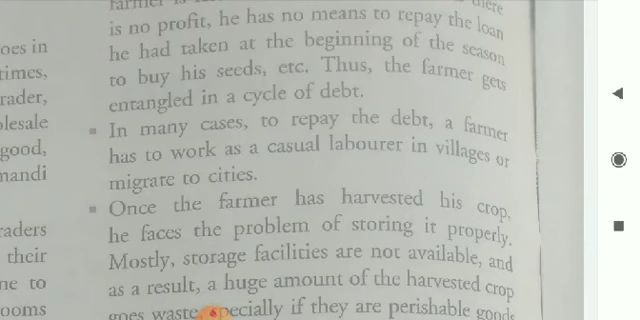 oes in
times,
rader,
olesale
good,
mandi
raders
their
ne to
ooms
farmer is there
is no profit, he has no means to repay the loan
he had taken at the beginning of the season
to buy his seeds, etc. Thus, the farmer gets
entangled in a cycle of debt.
▪ In many cases, to repay the debt, a farmer
has to work as a casual labourer in villages or
migrate to cities.
▪ Once the farmer has harvested his crop,
he faces the problem of storing it properly.
Mostly, storage facilities are not available, and
as a result, a huge amount of the harvested crop
goes waste pecially if they are perishable goods